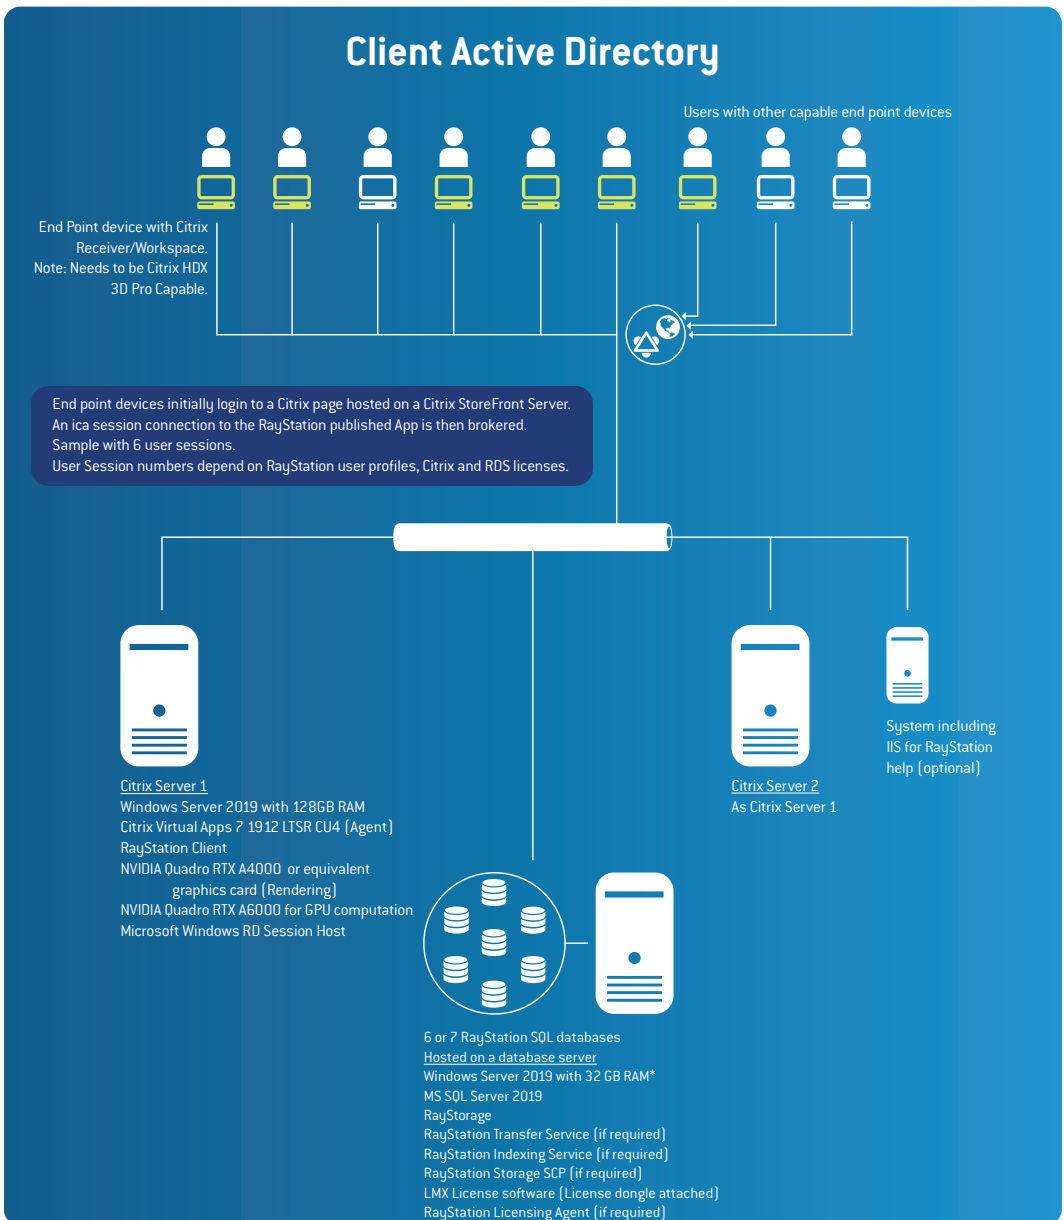 Client Active Directory
Users with other capable end point devices
End Point device with Citrix
Receiver/Workspace.
Note: Needs to be Citrix HDX
3D Pro Capable.
End point devices initially login to a Citrix page hosted on a Citrix StoreFront Server.
An ica session connection to the RayStation published App is then brokered.
Sample with 6 user sessions.
User Session numbers depend on RayStation user profiles, Citrix and RDS licenses.
Citrix Server 1
Windows Server 2019 with 128GB RAM
Citrix Virtual Apps 7 1912 LTSR CU4 (Agent)
RayStation Client
NVIDIA Quadro RTX A4000 or equivalent
graphics card (Rendering)
NVIDIA Quadro RTX A6000 for GPU computation
Microsoft Windows RD Session Host
Citrix Server 2
As Citrix Server 1
System including
IIS for RayStation
help (optional)
6 or 7 RayStation SQL databases
Hosted on a database server
Windows Server 2019 with 32 GB RAM*
MS SQL Server 2019
RayStorage
RayStation Transfer Service (if required)
RayStation Indexing Service (if required)
RayStation Storage SCP (if required)
LMX License software (License dongle attached)
RayStation Licensing Agent (if required)